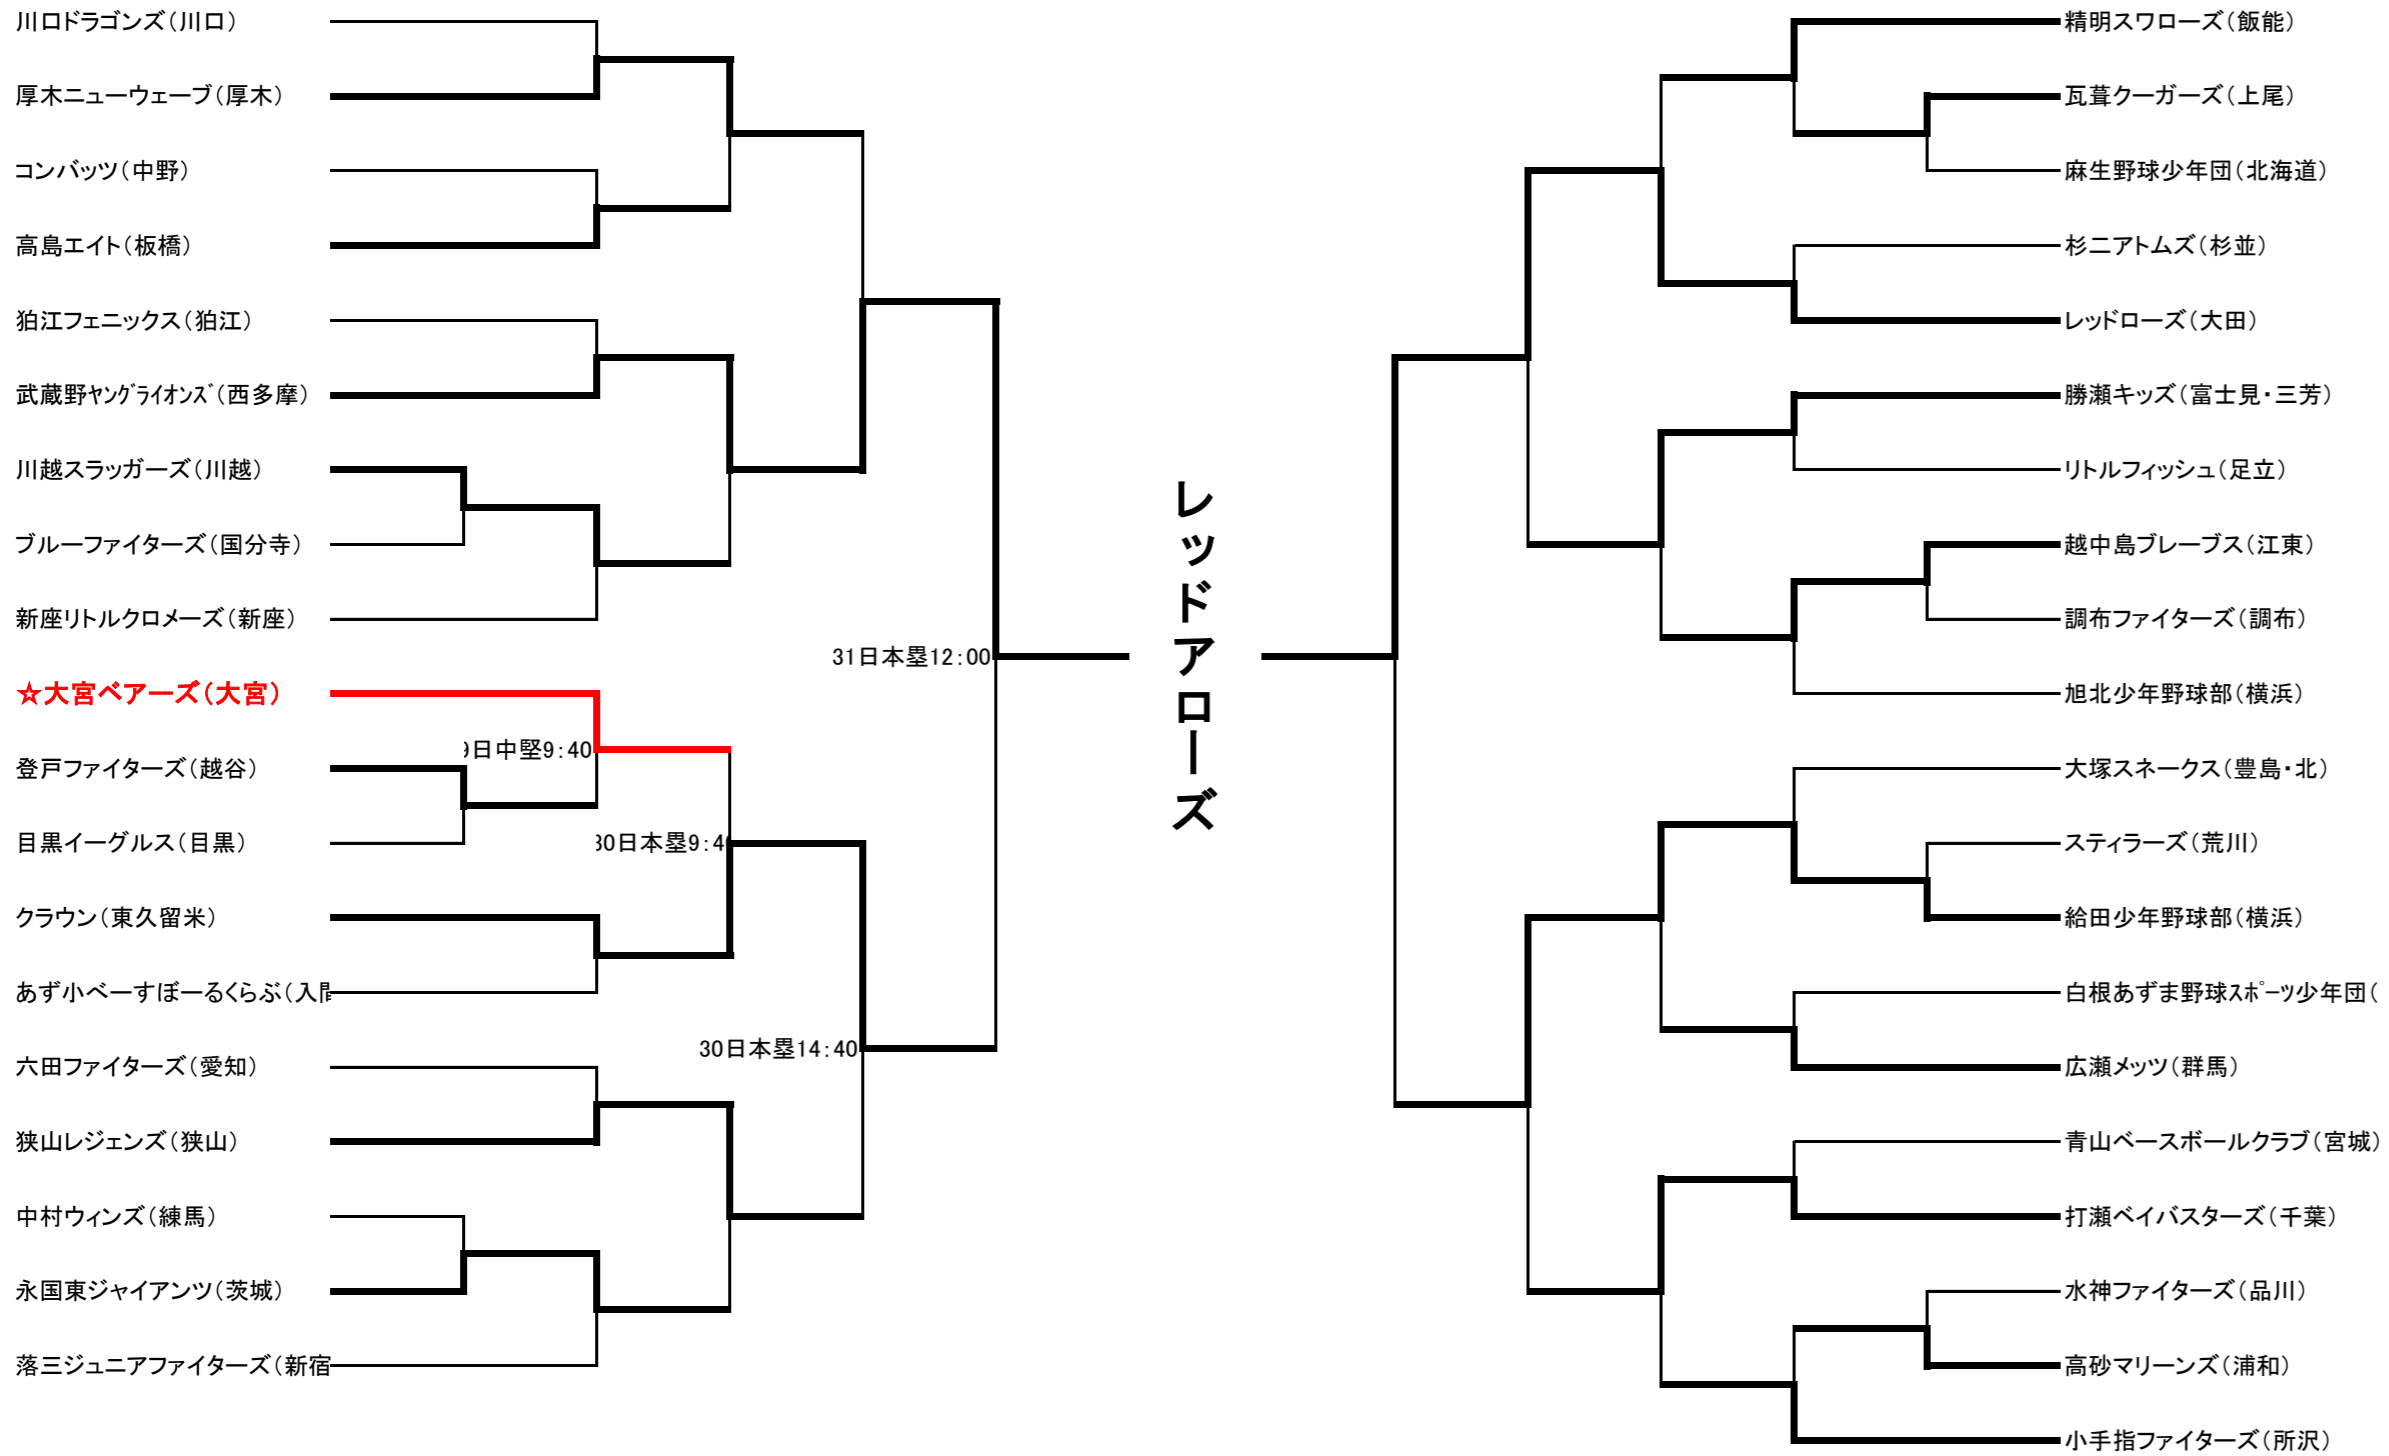 川口ドラゴンズ（川口）
厚木ニューウェーブ（厚木）
コンバッツ（中野）
高島エイト（板橋）
狛江フェニックス（狛江）
武蔵野ﾔﾝｸﾞﾗｲｵﾝｽﾞ（西多摩）
川越スラッガーズ（川越）
ブルーファイターズ（国分寺）
新座リトルクロメーズ（新座）
☆大宮ベアーズ（大宮）
登戸ファイターズ（越谷）
目黒イーグルス（目黒）
クラウン（東久留米）
あず小べーすぼーるくらぶ（入間
六田ファイターズ（愛知）
狭山レジェンズ（狭山）
中村ウィンズ（練馬）
永国東ジャイアンツ（茨城）
落三ジュニアファイターズ（新宿
9日中堅9：40
30日本塁9：40
30日本塁14：40
31日本塁12：00
レッドアローズ
精明スワローズ（飯能）
瓦葺クーガーズ（上尾）
麻生野球少年団（北海道）
杉二アトムズ（杉並）
レッドローズ（大田）
勝瀬キッズ（富士見・三芳）
リトルフィッシュ（足立）
越中島ブレーブス（江東）
調布ファイターズ（調布）
旭北少年野球部（横浜）
大塚スネークス（豊島・北）
スティラーズ（荒川）
給田少年野球部（横浜）
白根あずま野球ｽﾎﾟｰﾂ少年団（
広瀬メッツ（群馬）
青山ベースボールクラブ（宮城）
打瀬ベイバスターズ（千葉）
水神ファイターズ（品川）
高砂マリーンズ（浦和）
小手指ファイターズ（所沢）